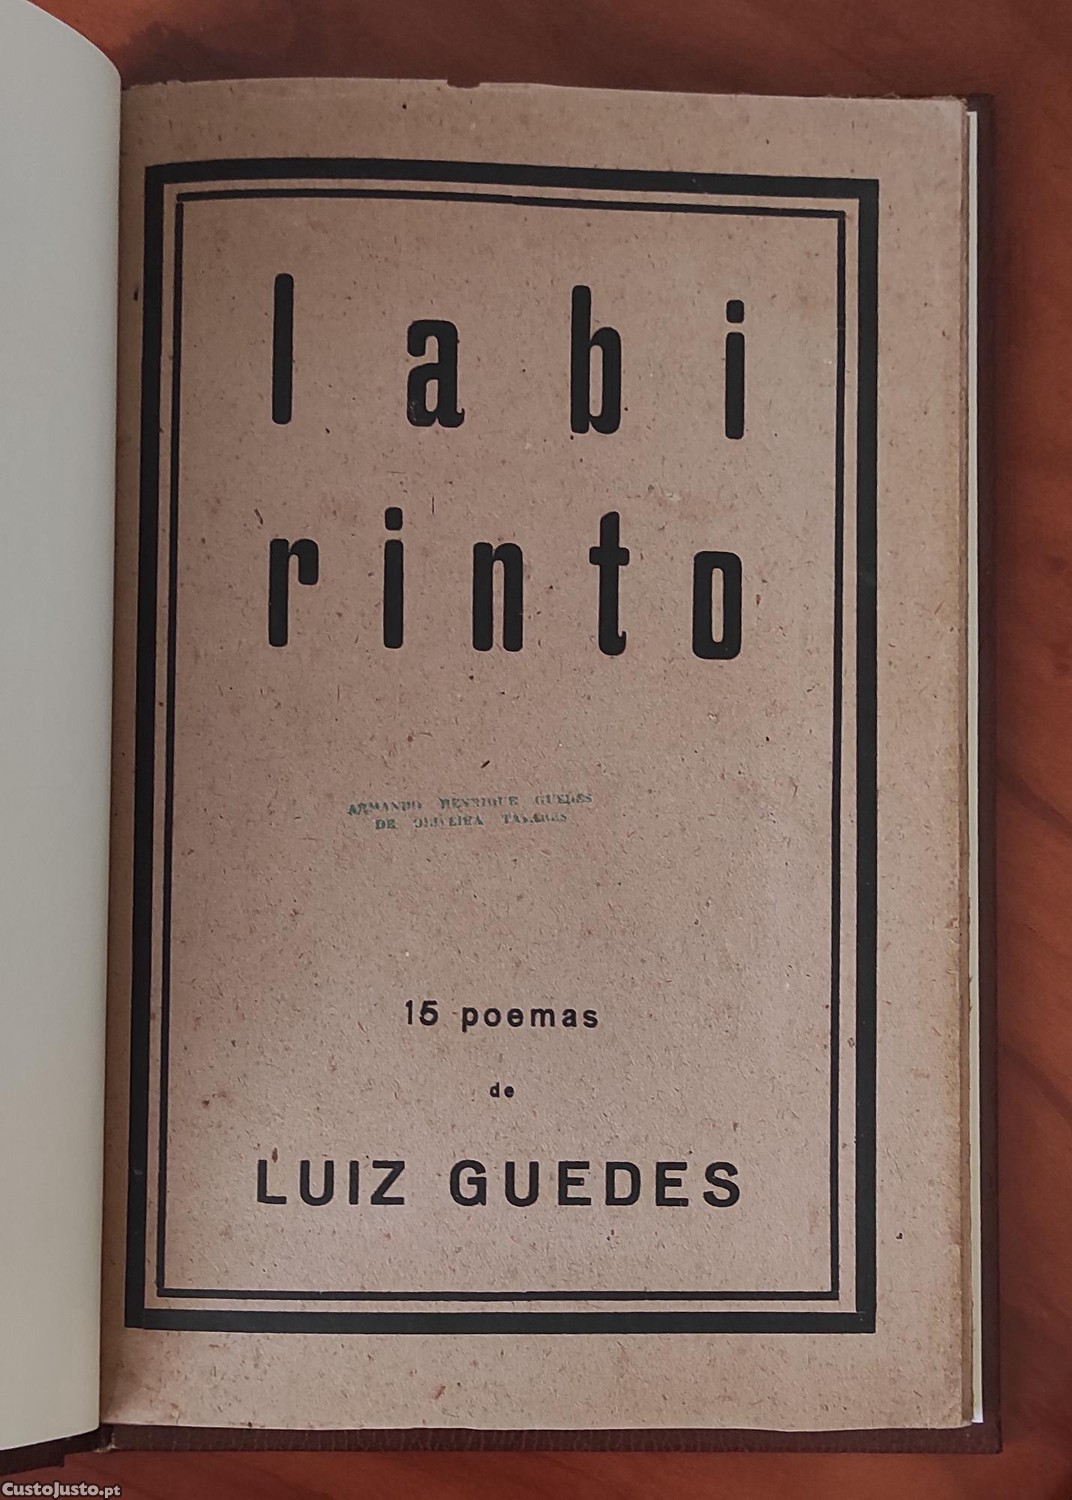 labi
rinto
ARMANDO HENRIQUE GUEDES
DE OLIVEIRA TAVARES
15 poemas
de
LUIZ GUEDES
CustoJusto.pt